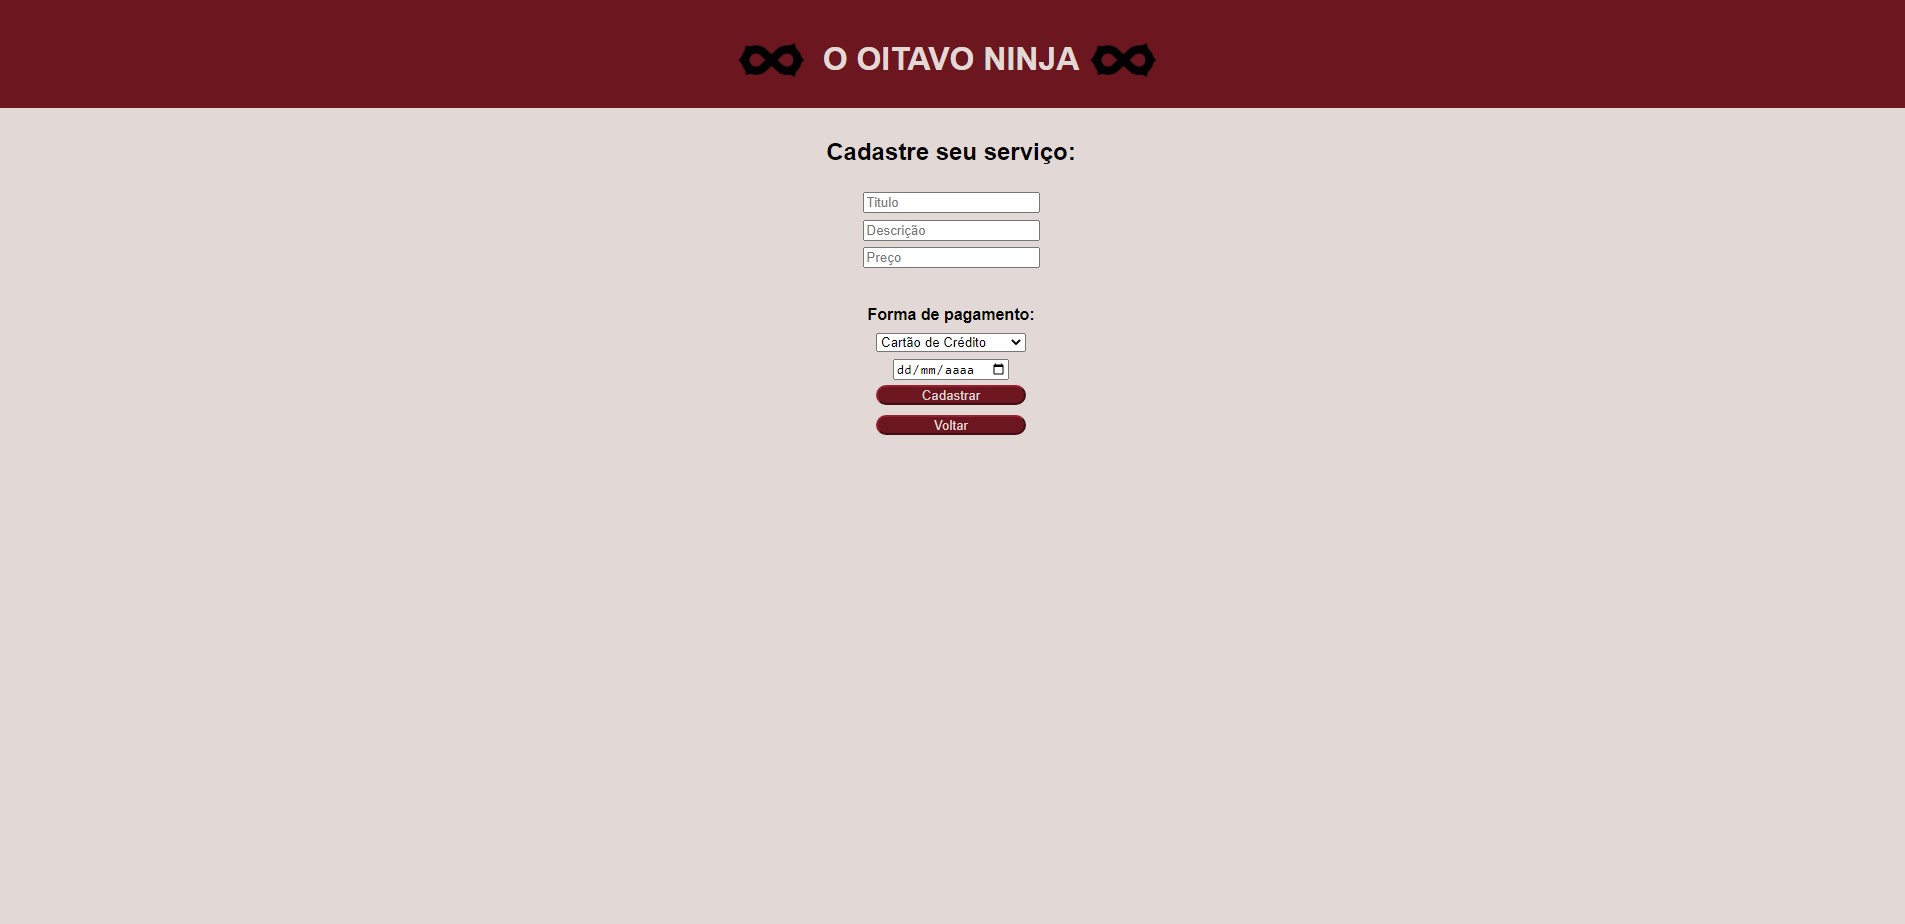 O OITAVO NINJA
Cadastre seu serviço:
Titulo
Descrição
Preço
Forma de pagamento:
Cartão de Crédito
dd/mm/aaaa
Cadastrar
Voltar